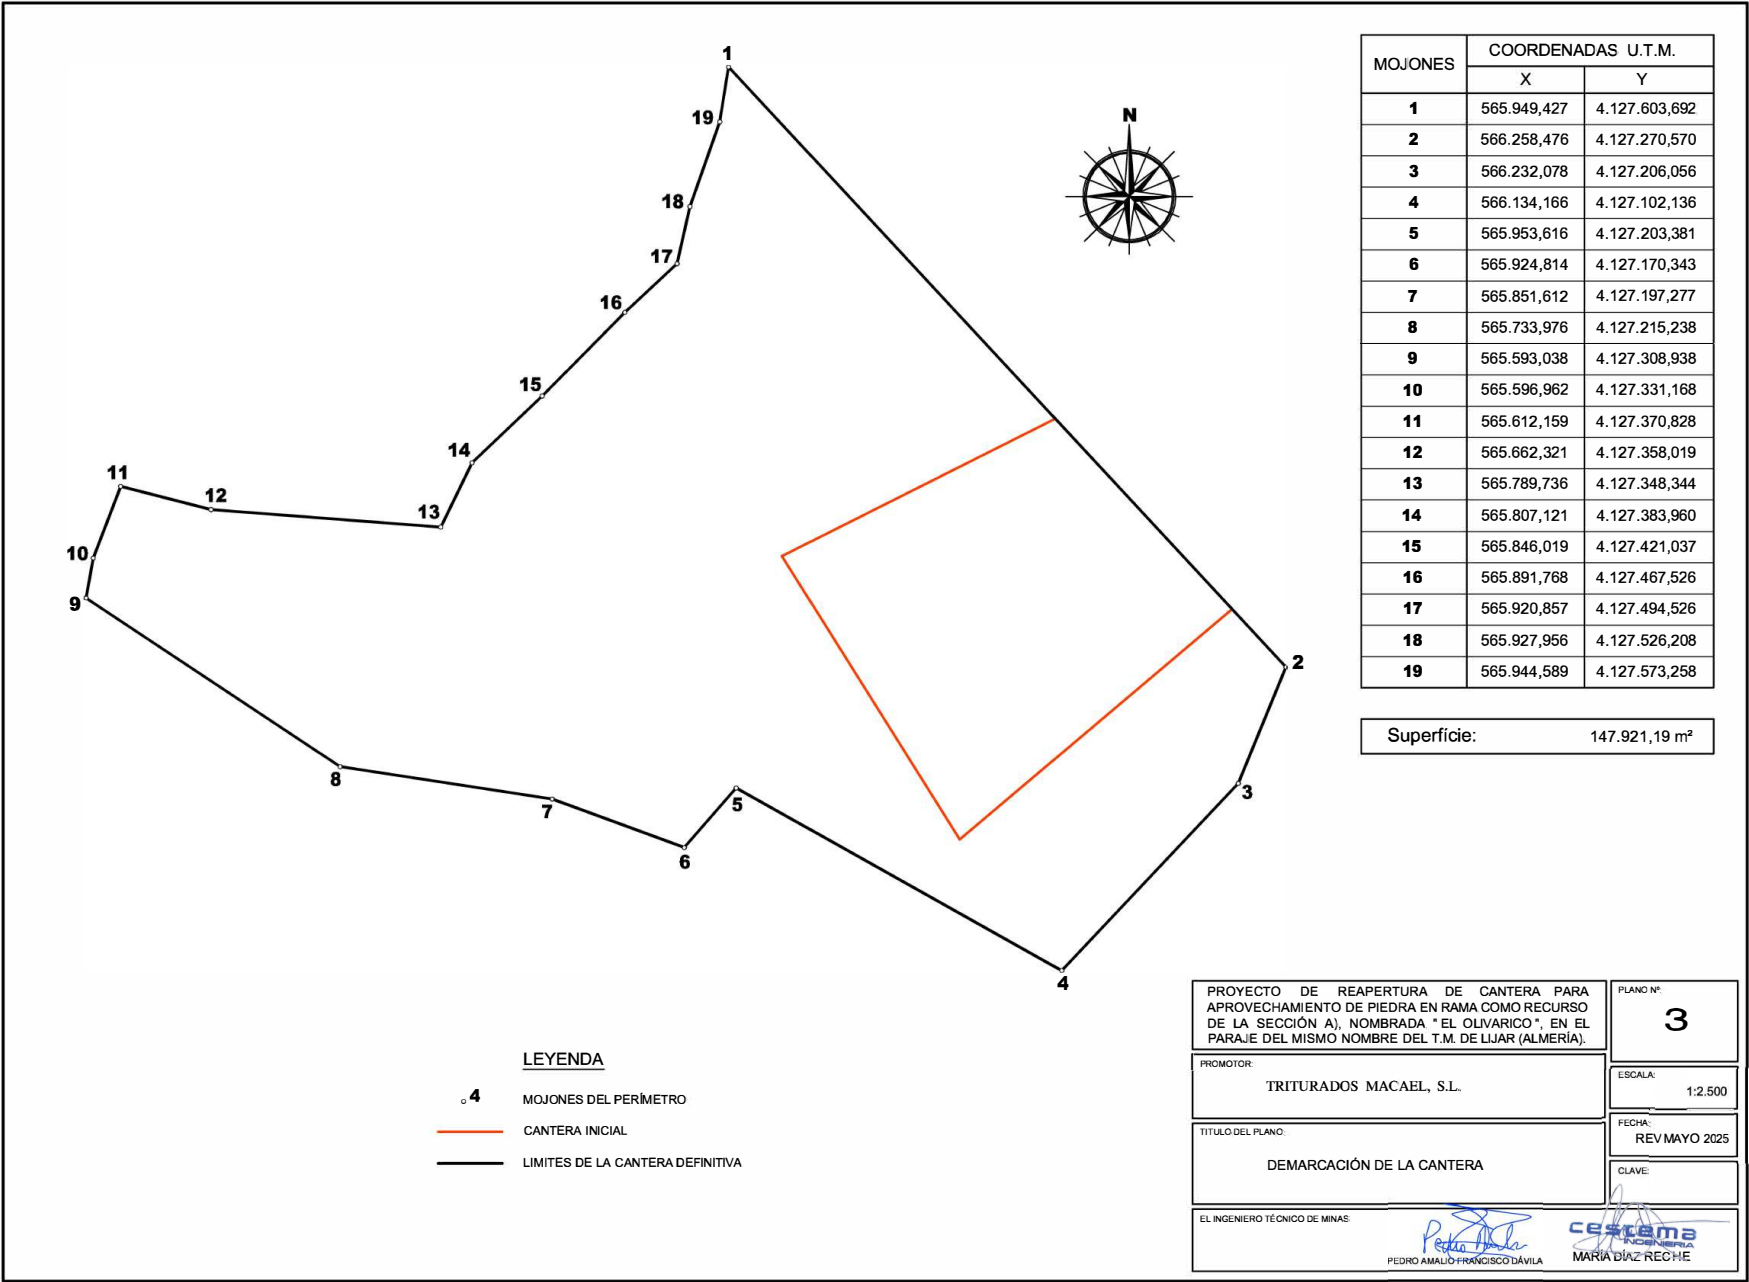 1
19
18
17
16
15
14
13
12
11
10
9
8
7
6
5
4
3
2
N
MOJONES COORDENADAS U.T.M.
X Y
1 565.949,427 4.127.603,692
2 566.258,476 4.127.270,570
3 566.232,078 4.127.206,056
4 566.134,166 4.127.102,136
5 565.953,616 4.127.203,381
6 565.924,814 4.127.170,343
7 565.851,612 4.127.197,277
8 565.733,976 4.127.215,238
9 565.593,038 4.127.308,938
10 565.596,962 4.127.331,168
11 565.612,159 4.127.370,828
12 565.662,321 4.127.358,019
13 565.789,736 4.127.348,344
14 565.807,121 4.127.383,960
15 565.846,019 4.127.421,037
16 565.891,768 4.127.467,526
17 565.920,857 4.127.494,526
18 565.927,956 4.127.526,208
19 565.944,589 4.127.573,258
Superfície: 147.921,19 m²
LEYENDA
4 MOJONES DEL PERÍMETRO
CANTERA INICIAL
LIMITES DE LA CANTERA DEFINITIVA
PROYECTO DE REAPERTURA DE CANTERA PARA
APROVECHAMIENTO DE PIEDRA EN RAMA COMO RECURSO
DE LA SECCIÓN A), NOMBRADA "EL OLIVARICO", EN EL
PARAJE DEL MISMO NOMBRE DEL T.M. DE LIJAR (ALMERÍA).
PLANO Nº:
3
PROMOTOR:
TRITURADOS MACAEL, S.L.
ESCALA:
1:2.500
TITULO DEL PLANO:
DEMARCACIÓN DE LA CANTERA
FECHA:
REV MAYO 2025
CLAVE:
EL INGENIERO TÉCNICO DE MINAS
PEDRO AMALIO FRANCISCO DÁVILA
cestema
INGENIERIA
MARÍA DÍAZ RECHE